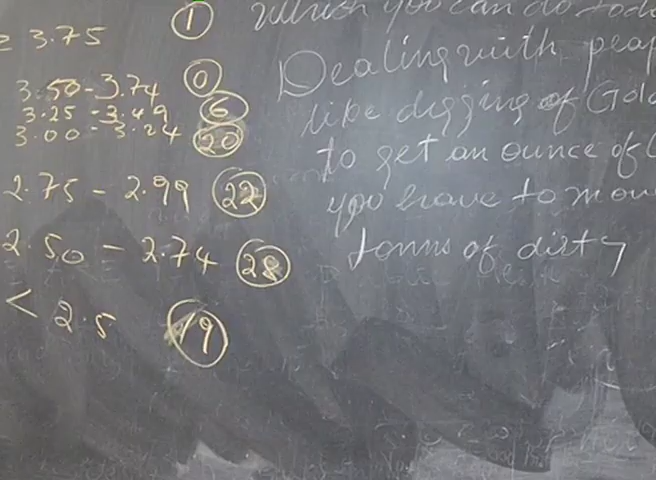 ≥ 3.75 1
3.50-3.74 0
3.25-3.49 6
3.00-3.24 20
2.75-2.99 22
2.50-2.74 28
< 2.5 19
which you can do toda
Dealing with peop
like digging of Gold
to get an ounce of G
you have to mov
tonns of dirty